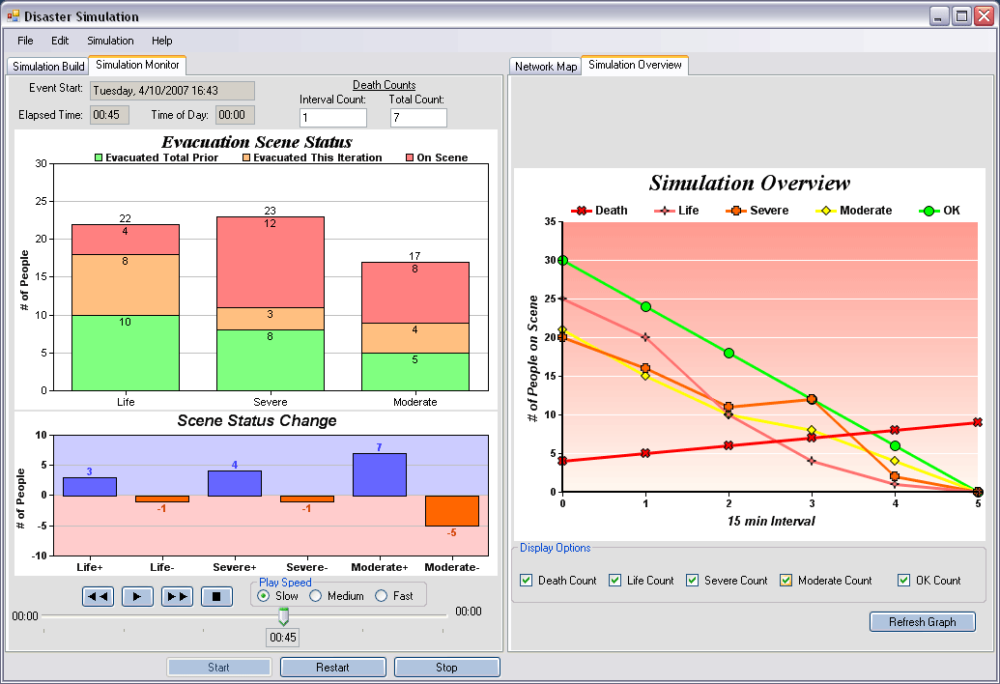 Disaster Simulation
File Edit Simulation Help
Simulation Build Simulation Monitor
Event Start: Tuesday, 4/10/2007 16:43
Elapsed Time: 00:45 Time of Day: 00:00
Death Counts
Interval Count: Total Count:
1 7
Evacuation Scene Status
Evacuated Total Prior Evacuated This Iteration On Scene
# of People
30
25
20
15
10
5
0
22
4
8
10
23
12
3
8
17
8
4
5
Life Severe Moderate
Scene Status Change
# of People
10
5
0
-5
-10
3 -1 4 -1 7 -5
Life+ Life- Severe+ Severe- Moderate+ Moderate-
Play Speed
Slow Medium Fast
00:00 00:00
00:45
Start Restart Stop
Network Map Simulation Overview
Simulation Overview
Death Life Severe Moderate OK
# of People on Scene
35
30
25
20
15
10
5
0
0 1 2 3 4 5
15 min Interval
Display Options
Death Count Life Count Severe Count Moderate Count OK Count
Refresh Graph